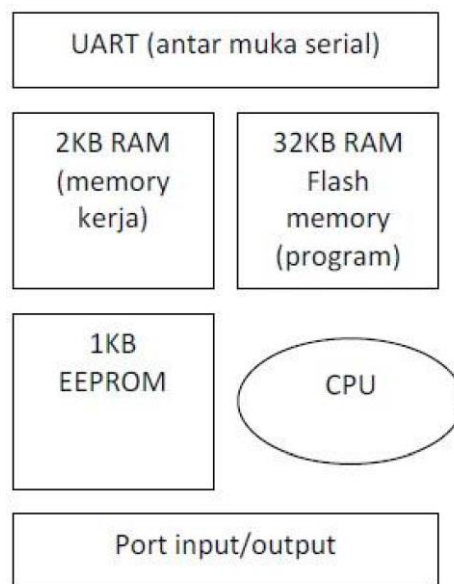 UART (antar muka serial)
2KB RAM
(memory
kerja)
32KB RAM
Flash
memory
(program)
1KB
EEPROM
CPU
Port input/output